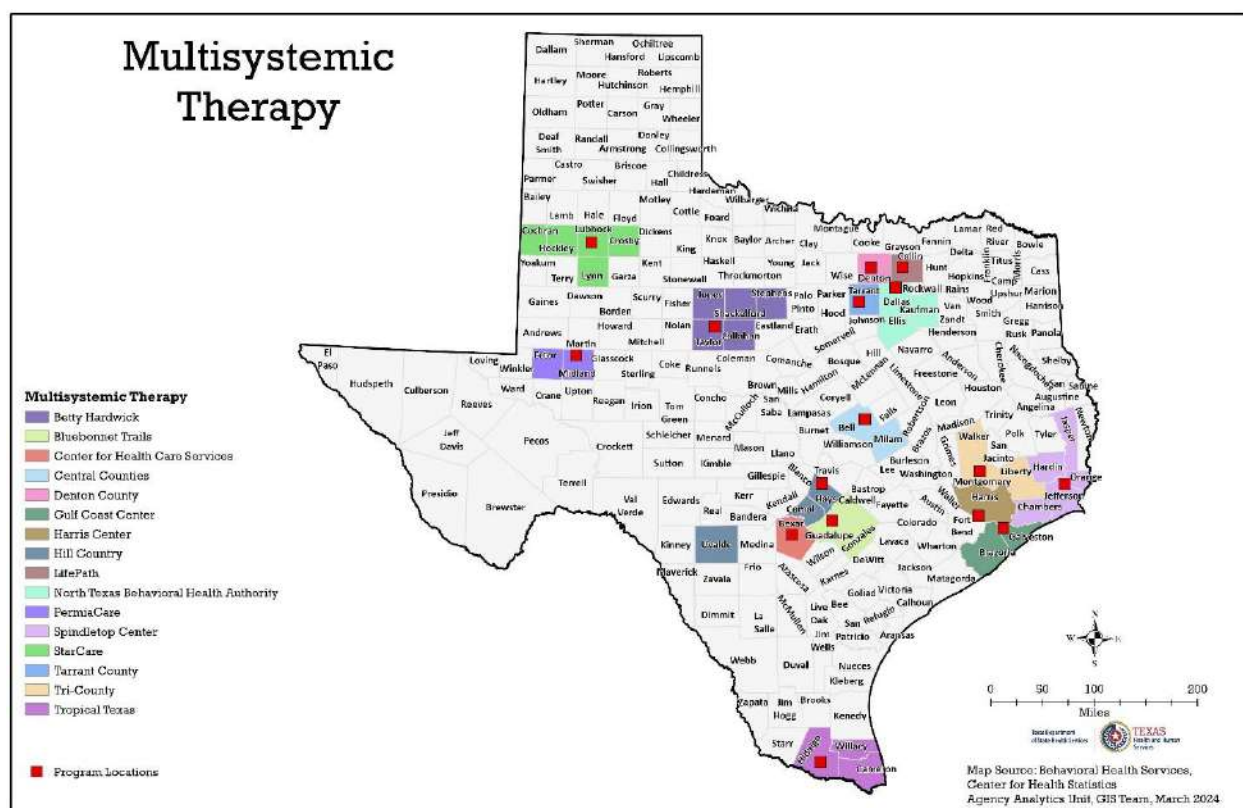 Multisystemic
Therapy
Dallam Sherman Ochiltree
Hansford Lipscomb
Hartley Moore Roberts
Hutchinson Hemphill
Oldham Potter Gray
Carson Wheeler
Deaf Smith Randall Donley
Armstrong Collingsworth
Castro Briscoe Childress
Parmer Swisher Hall Hardeman
Bailey Motley Wilbarger
Lamb Hale Floyd Cottle Foard Wichita
Cochran Lubbock Dickens Montague Lamar Red River
Hockley Crosby King Knox Baylor Archer Clay Cooke Grayson Fannin Delta Bowie
Yoakum Lynn Kent Haskell Throckmorton Young Jack Wise Denton Collin Hunt Hopkins Franklin Titus Morris Cass
Terry Garza Stonewall Camp
Gaines Dawson Scurry Fisher Jones Stephens Palo Pinto Parker Tarrant Rockwall Rains Wood Upshur Marion
Borden Shackelford Hood Dallas Kaufman Van Zandt Smith Harrison
Andrews Howard Nolan Taylor Callahan Eastland Erath Johnson Ellis Henderson Gregg Rusk Panola
Martin Mitchell Somervell
El Paso Loving Ector Glasscock Coke Runnels Coleman Comanche Bosque Hill Navarro Anderson Cherokee Nacogdoches Shelby
Hudspeth Culberson Winkler Midland Sterling Brown Hamilton McLennan Limestone Freestone San Augustine Sabine
Reeves Ward Crane Upton Reagan Irion Tom Green Concho McCulloch Mills Coryell Falls Leon Houston Angelina
San Saba Lampasas Robertson Trinity Newton
Jeff Davis Pecos Crockett Schleicher Menard Mason Burnet Bell Milam Brazos Madison Walker Polk Tyler Jasper
Llano Williamson Burleson Grimes San Jacinto Hardin
Sutton Kimble Gillespie Blanco Travis Lee Washington Montgomery Liberty Orange
Presidio Brewster Terrell Val Verde Edwards Kerr Kendall Hays Bastrop Austin Waller Harris Jefferson
Real Bandera Comal Caldwell Fayette Chambers
Kinney Uvalde Medina Bexar Guadalupe Gonzales Colorado Fort Bend Galveston
Wilson Lavaca Wharton Brazoria
Maverick Zavala Frio Atascosa Karnes DeWitt Jackson Matagorda
Dimmit La Salle McMullen Live Oak Bee Goliad Victoria Calhoun
San Patricio Refugio Aransas
Webb Duval Jim Wells Nueces
Kleberg
Zapata Jim Hogg Brooks Kenedy
Starr Hidalgo Willacy
Cameron
Multisystemic Therapy
Betty Hardwick
Bluebonnet Trails
Center for Health Care Services
Central Counties
Denton County
Gulf Coast Center
Harris Center
Hill Country
LifePath
North Texas Behavioral Health Authority
PermiaCare
Spindletop Center
StarCare
Tarrant County
Tri-County
Tropical Texas
Program Locations
N
W E
S
0 50 100 200
Miles
Texas Department
of State Health Services
TEXAS
Health and Human
Services
Map Source: Behavioral Health Services,
Center for Health Statistics
Agency Analytics Unit, GIS Team, March 2024